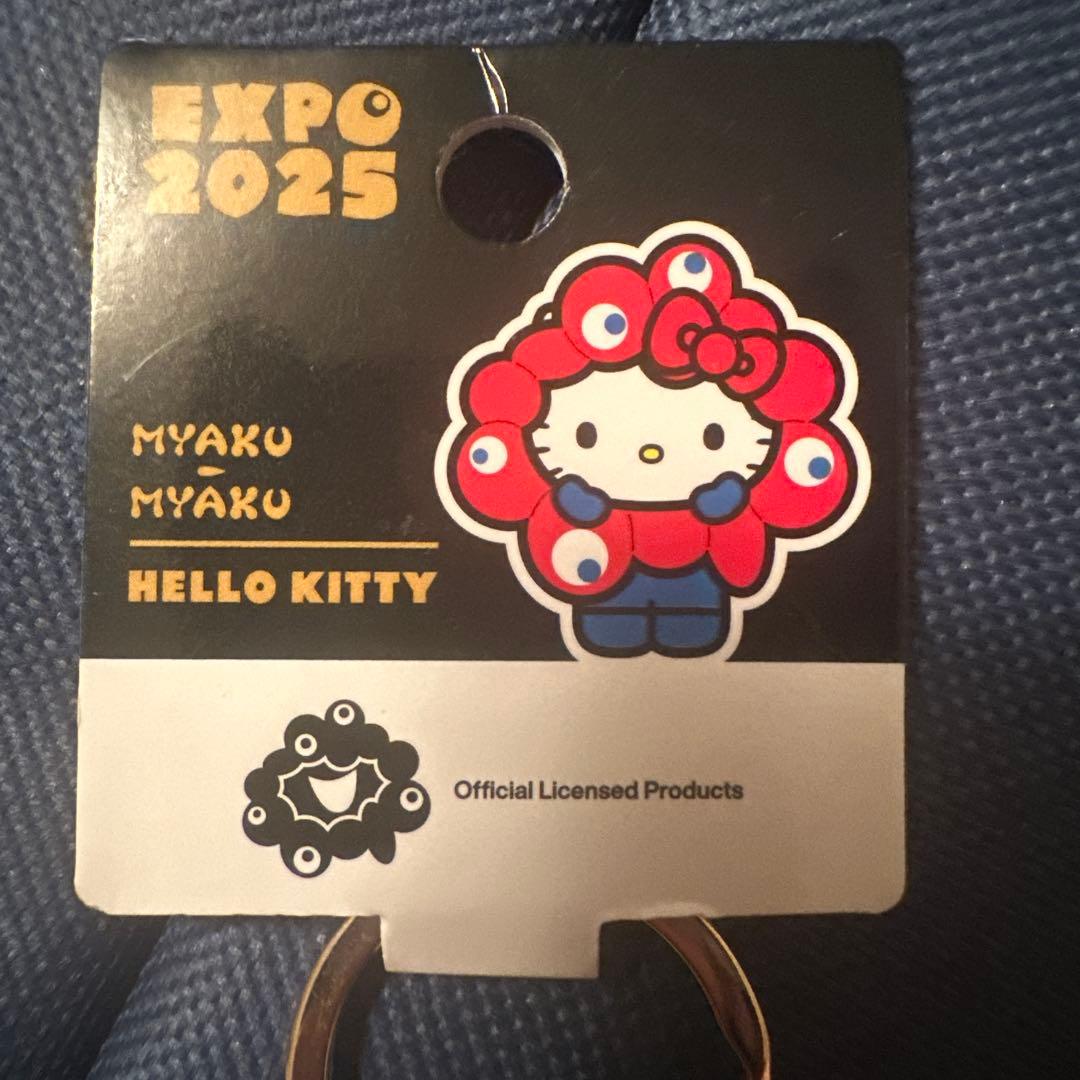 EXPO
2025
MYAKU
-
MYAKU
HELLO KITTY
Official Licensed Products